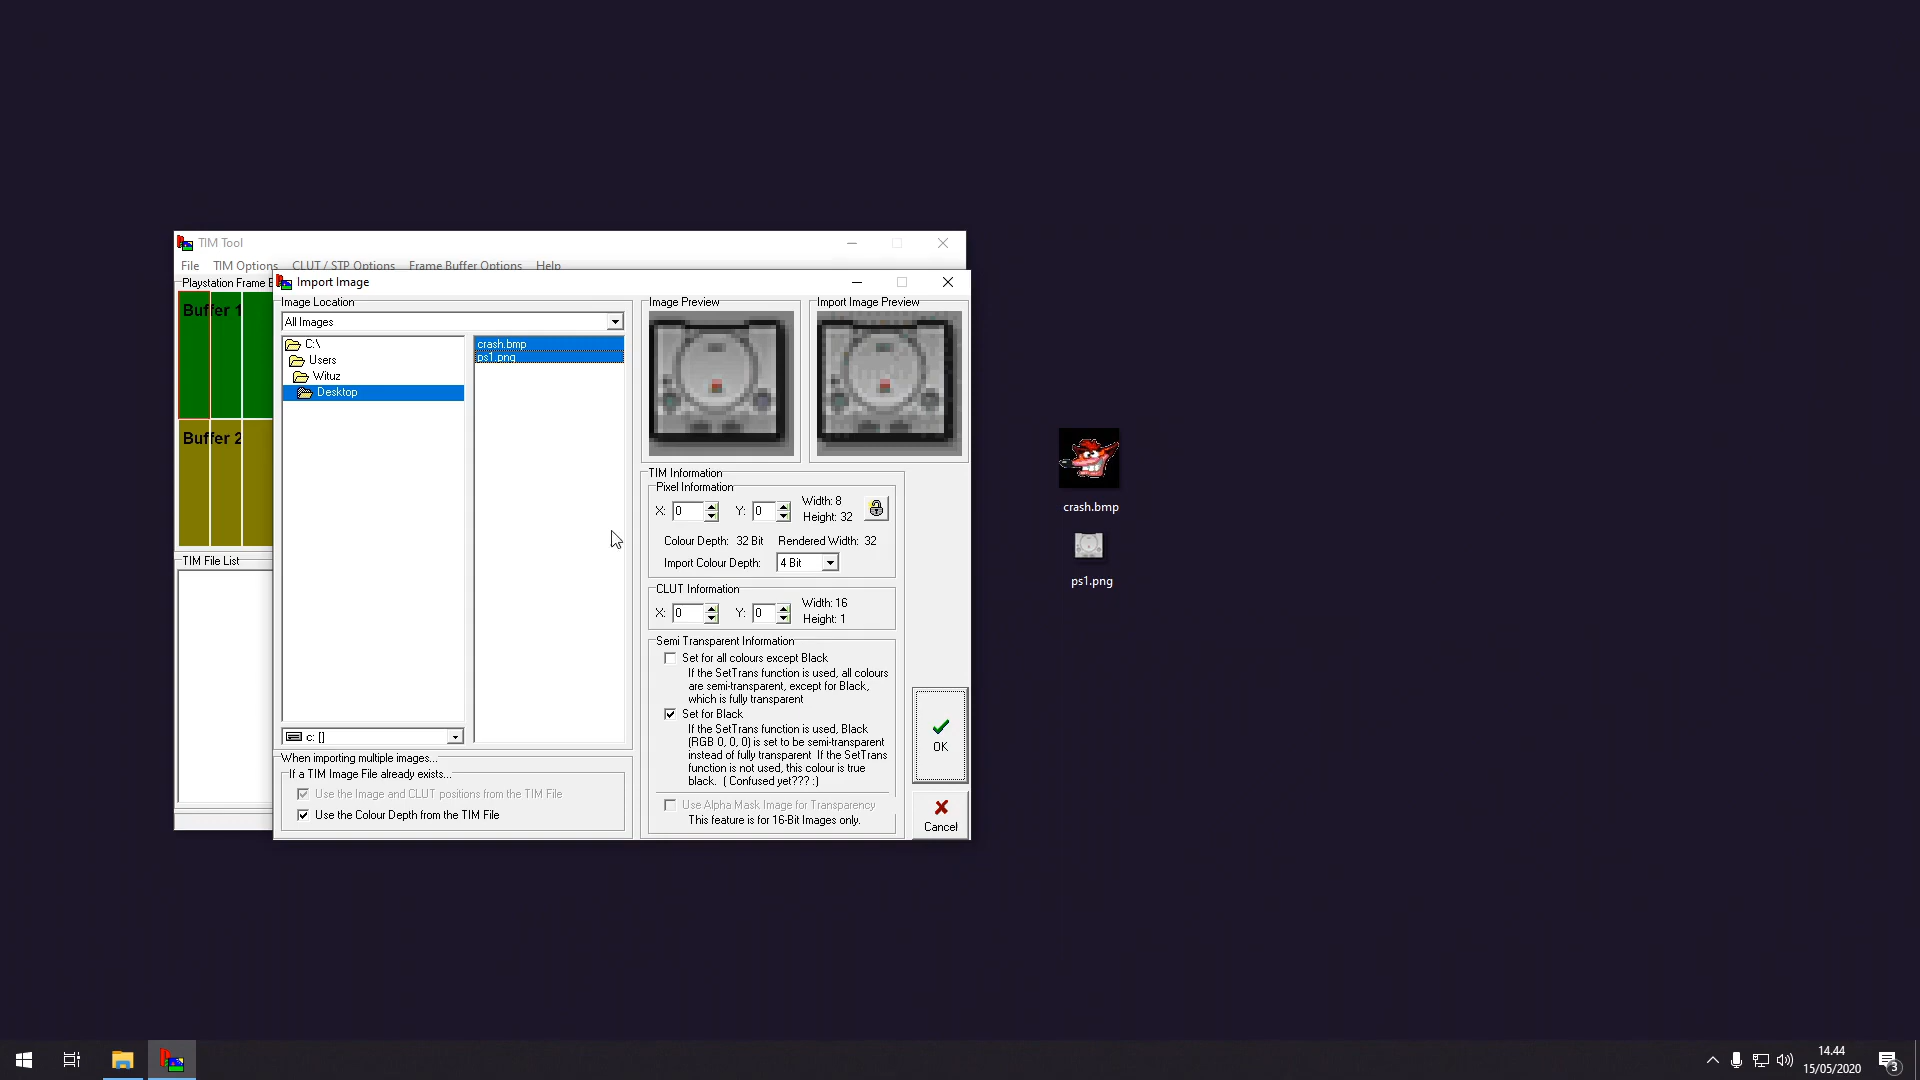 TIM Tool
File TIM Options CLUT / STP Options Frame Buffer Options Help
Playstation Frame B
Buffer 1
Buffer 2
TIM File List
Import Image
Image Location
All Images
C:\
Users
Wituz
Desktop
crash.bmp
ps1.png
c: []
When importing multiple images...
If a TIM Image File already exists...
Use the Image and CLUT positions from the TIM File
Use the Colour Depth from the TIM File
Image Preview
Import Image Preview
TIM Information
Pixel Information
X: 0 Y: 0 Width: 8
Height: 32
Colour Depth: 32 Bit Rendered Width: 32
Import Colour Depth: 4 Bit
CLUT Information
X: 0 Y: 0 Width: 16
Height: 1
Semi Transparent Information
Set for all colours except Black
If the SetTrans function is used, all colours
are semi-transparent, except for Black,
which is fully transparent
Set for Black
If the SetTrans function is used, Black
(RGB 0, 0, 0) is set to be semi-transparent
instead of fully transparent If the SetTrans
function is not used, this colour is true
black. ( Confused yet??? :)
Use Alpha Mask Image for Transparency
This feature is for 16-Bit Images only.
OK
Cancel
crash.bmp
ps1.png
14.44
15/05/2020
3